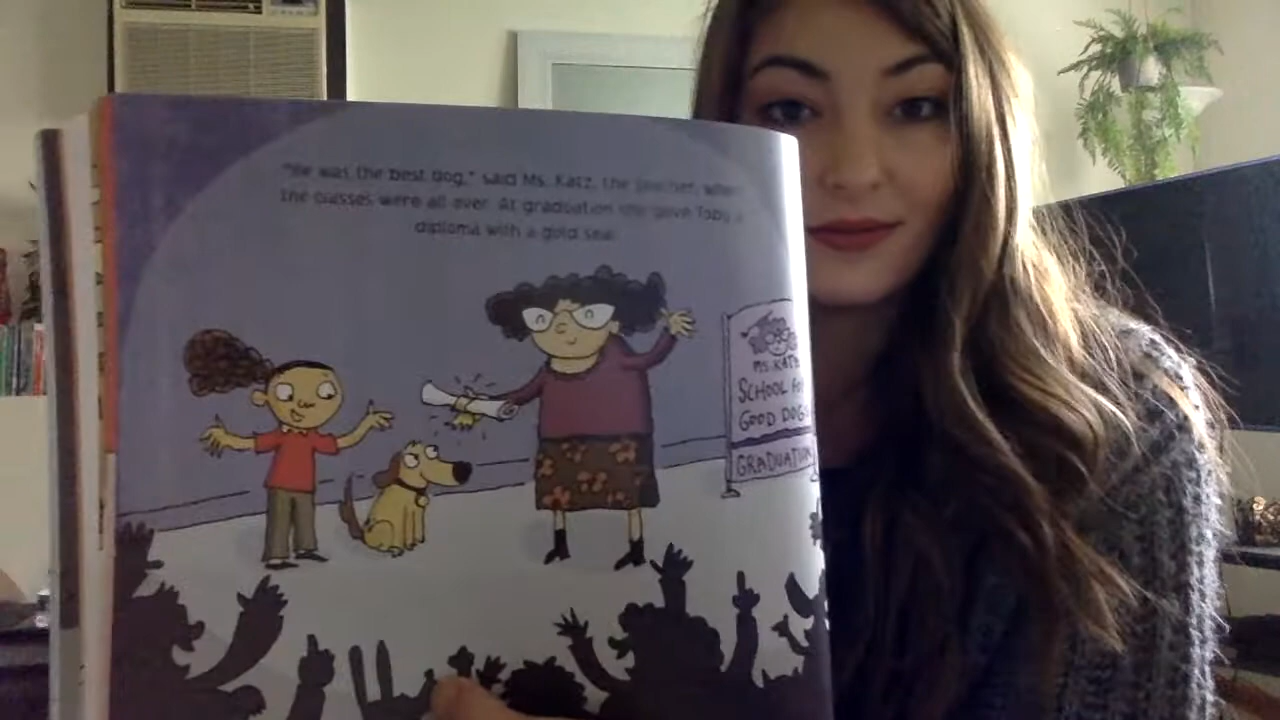 "He was the best dog," said Ms. Katz, the teacher, when
the classes were all over. At graduation she gave Toby a
diploma with a gold seal.
MS. KATZ
SCHOOL FOR
GOOD DOGS
GRADUATION